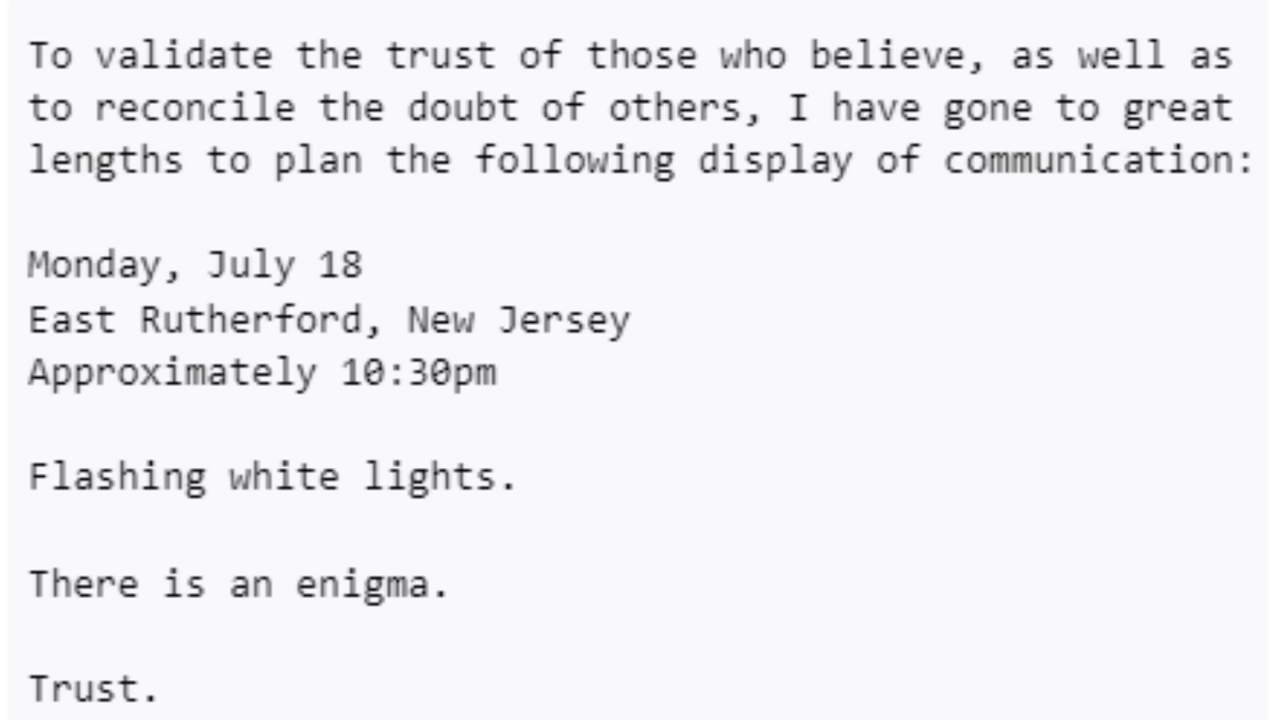 To validate the trust of those who believe, as well as
to reconcile the doubt of others, I have gone to great
lengths to plan the following display of communication:
Monday, July 18
East Rutherford, New Jersey
Approximately 10:30pm
Flashing white lights.
There is an enigma.
Trust.